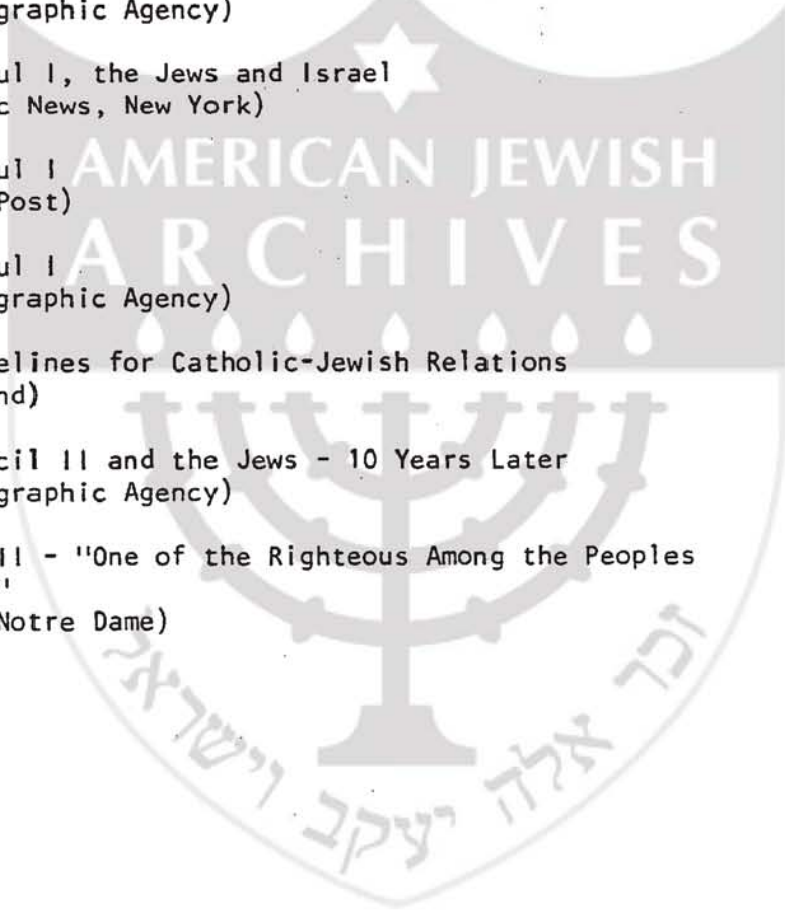 graphic Agency)
ul I, the Jews and Israel
c News, New York)
ul I
Post)
ul I
graphic Agency)
elines for Catholic-Jewish Relations
nd)
cil II and the Jews - 10 Years Later
graphic Agency)
II - "One of the Righteous Among the Peoples
"
Notre Dame)
AMERICAN JEWISH
ARCHIVES
זכר אלה יעקב וישראל